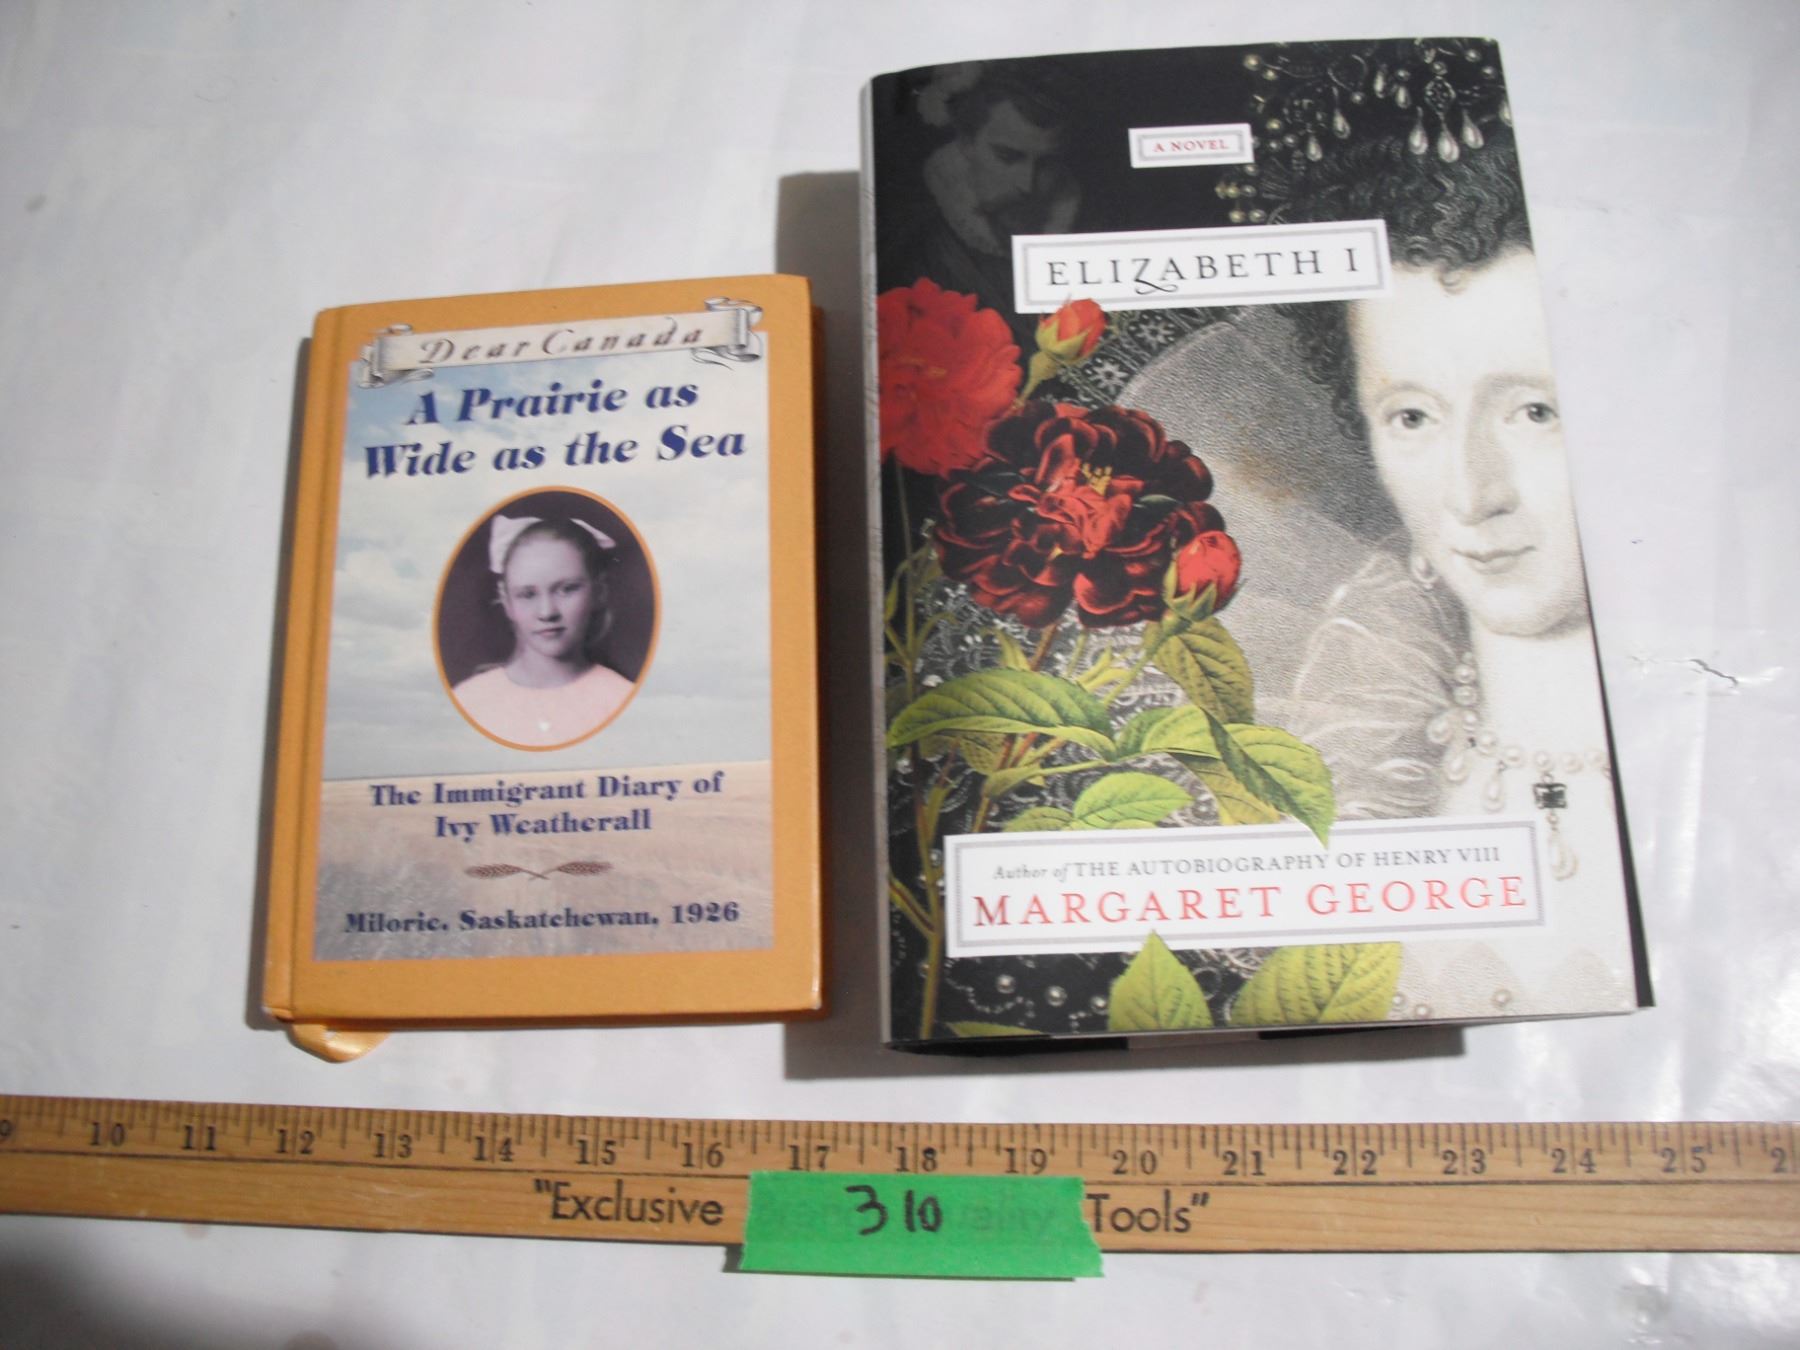 Dear Canada
A Prairie as
Wide as the Sea
The Immigrant Diary of
Ivy Weatherall
Milorie, Saskatchewan, 1926
A NOVEL
ELIZABETH I
Author of THE AUTOBIOGRAPHY OF HENRY VIII
MARGARET GEORGE
9 10 11 12 13 14 15 16 17 18 19 20 21 22 23 24 25
"Exclusive Tools"
310